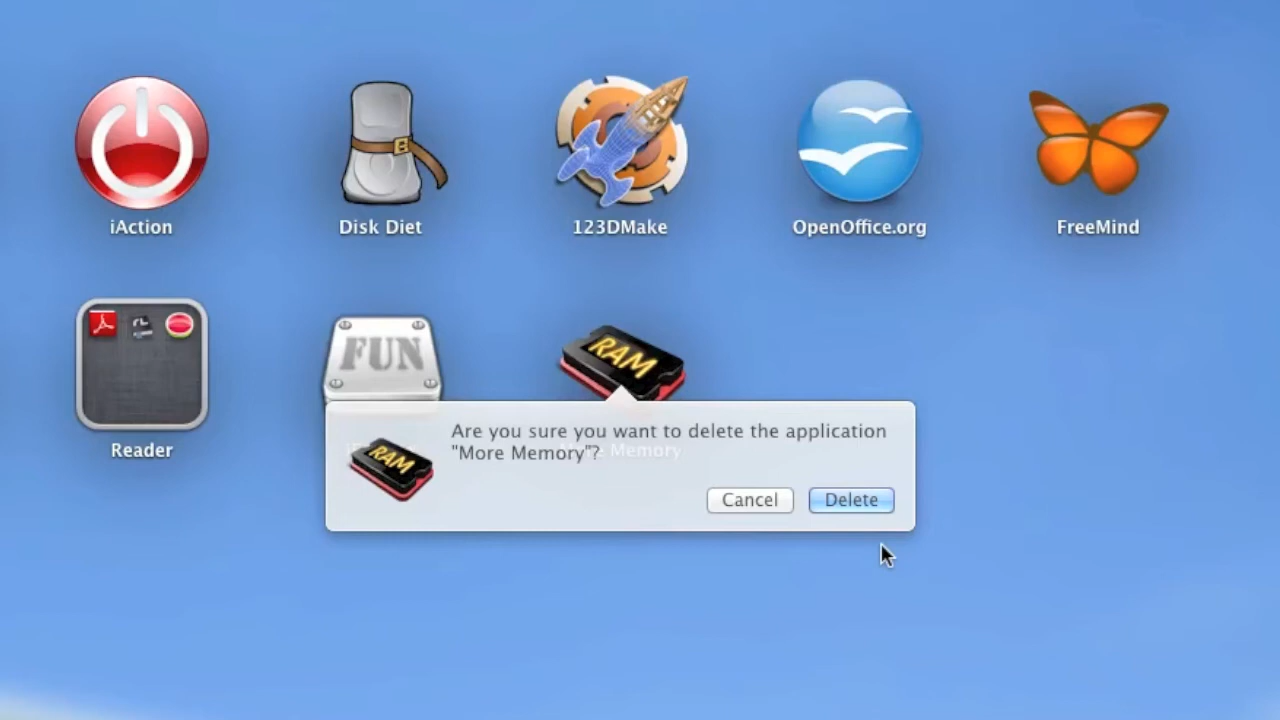 iAction
Disk Diet
123DMake
OpenOffice.org
FreeMind
FUN
RAM
Reader
Are you sure you want to delete the application
"More Memory"?
Memory
RAM
Cancel
Delete